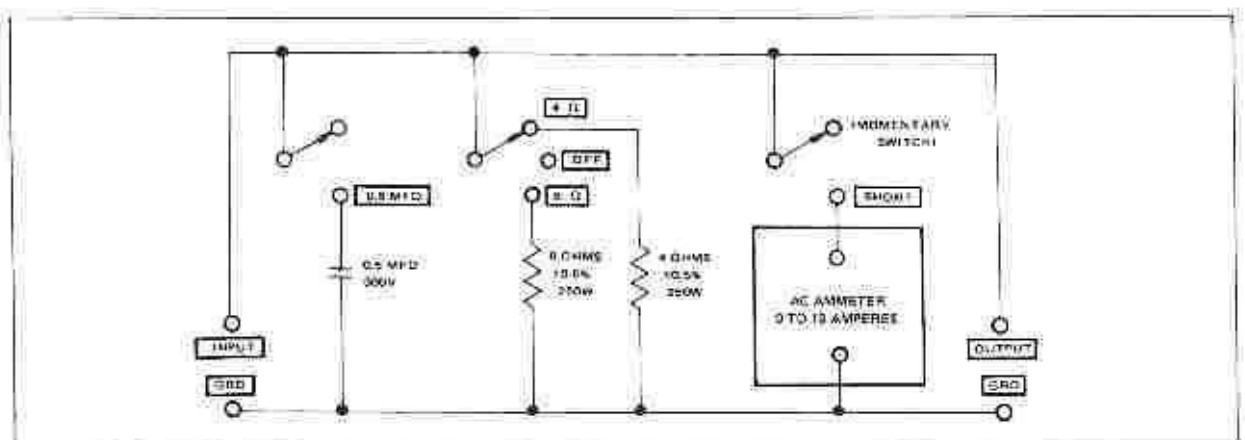 4 Ω
(MOMENTARY
SWITCH)
OFF
0.5 MFD
8 Ω
SHORT
0.5 MFD
8 OHMS
250W
4 OHMS
250W
AC AMMETER
0 TO 10 AMPERES
INPUT
OUTPUT
GRD
GRD